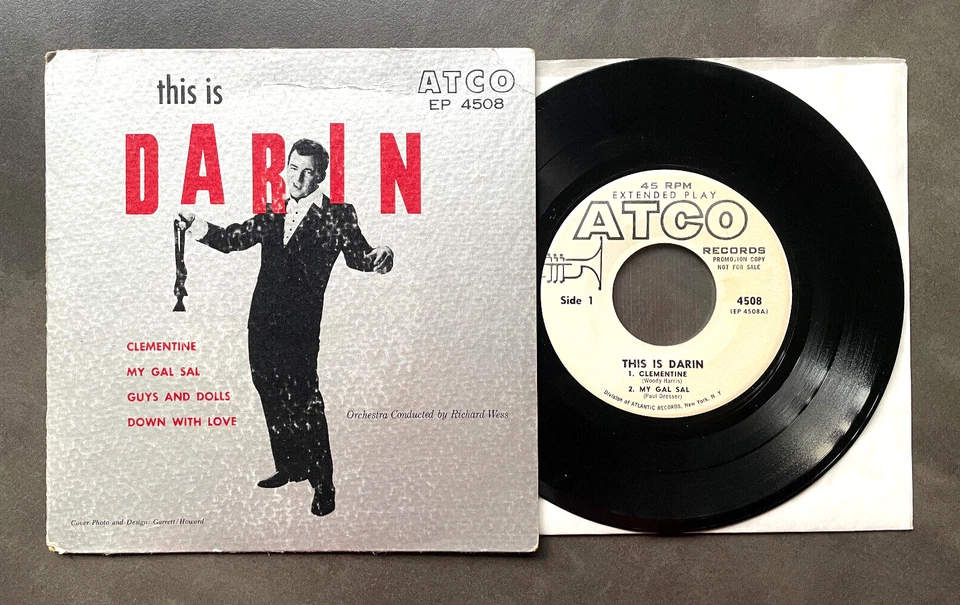 this is
ATCO
EP 4508
DARIN
CLEMENTINE
MY GAL SAL
GUYS AND DOLLS
DOWN WITH LOVE
Orchestra Conducted by Richard Wess
Cover Photo and Design: Garrett/Howard
45 RPM
EXTENDED PLAY
ATCO
RECORDS
PROMOTION COPY
NOT FOR SALE
Side 1
4508
(EP 4508A)
THIS IS DARIN
1. CLEMENTINE
(Woody Harris)
2. MY GAL SAL
(Paul Dresser)
Division of ATLANTIC RECORDS, New York, N. Y.